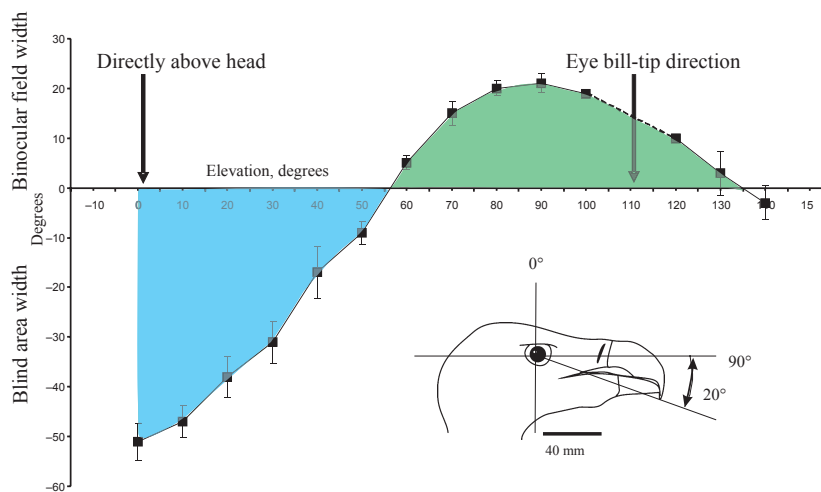 Binocular field width
Blind area width
Degrees
30
20
10
0
–10
–20
–30
–40
–50
–60
Directly above head
Eye bill-tip direction
Elevation, degrees
–10 0 10 20 30 40 50 60 70 80 90 100 110 120 130 140 15
0°
90°
20°
40 mm